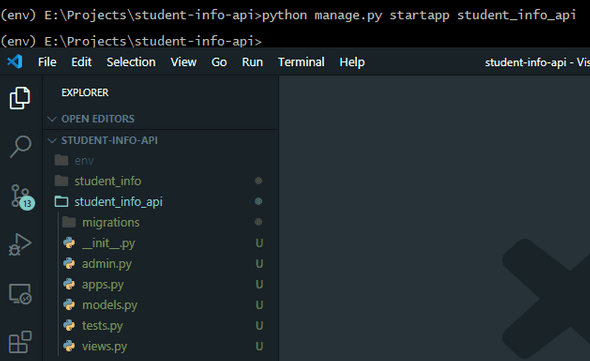 (env) E:\Projects\student-info-api>python manage.py startapp student_info_api
(env) E:\Projects\student-info-api>
File Edit Selection View Go Run Terminal Help student-info-api - Vis
EXPLORER
OPEN EDITORS
STUDENT-INFO-API
env
student_info
student_info_api
migrations
__init__.py U
13
admin.py U
apps.py U
models.py U
tests.py U
views.py U